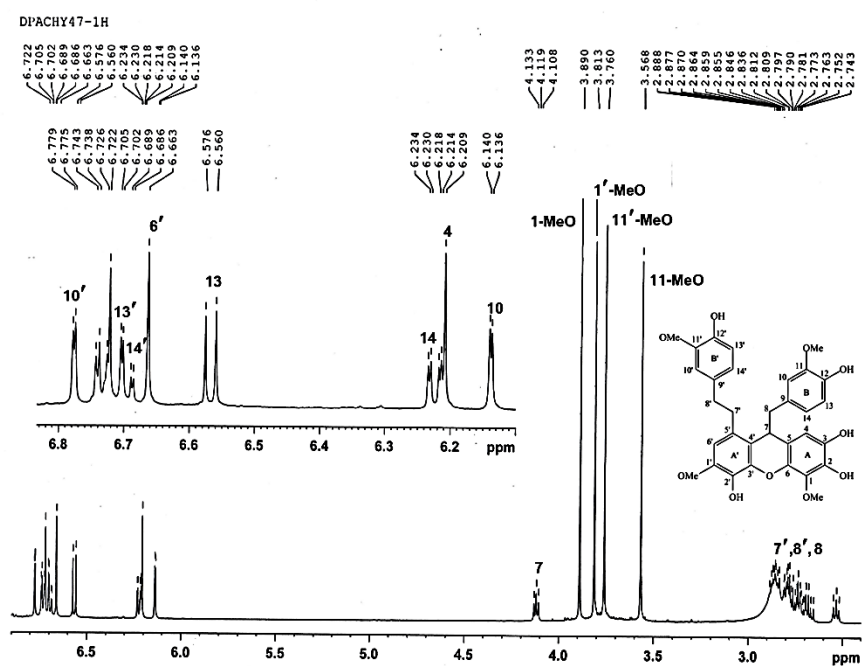 DPACHY47-1H
6.722 6.705 6.702 6.689 6.686 6.663 6.576 6.560 6.234 6.230 6.218 6.214 6.209 6.140 6.136
4.133 4.119 4.108
3.890 3.813 3.760
3.568
2.888 2.877 2.870 2.864 2.859 2.855 2.846 2.836 2.812 2.809 2.797 2.790 2.781 2.773 2.763 2.752 2.743
6.779 6.775 6.743 6.738 6.726 6.722 6.705 6.702 6.689 6.686 6.663
6.576 6.560
6.234 6.230 6.218 6.214 6.209
6.140 6.136
1′-MeO
6′ 4 1-MeO 11′-MeO
10′ 13 11-MeO
13′ 10
14′ 14
6.8 6.7 6.6 6.5 6.4 6.3 6.2 ppm
OH
MeO 12′
11′ 13′ MeO
B′ 11 OH
10′ 14′ 10 12
9′ B
8′ 9 13
8 14
7′
5′ 7 4
6′ 4′ 5 3 OH
A′ A
1′ 3′ 6 2
MeO 2′ O 1 OH
OH OMe
7 7′,8′,8
6.5 6.0 5.5 5.0 4.5 4.0 3.5 3.0 ppm